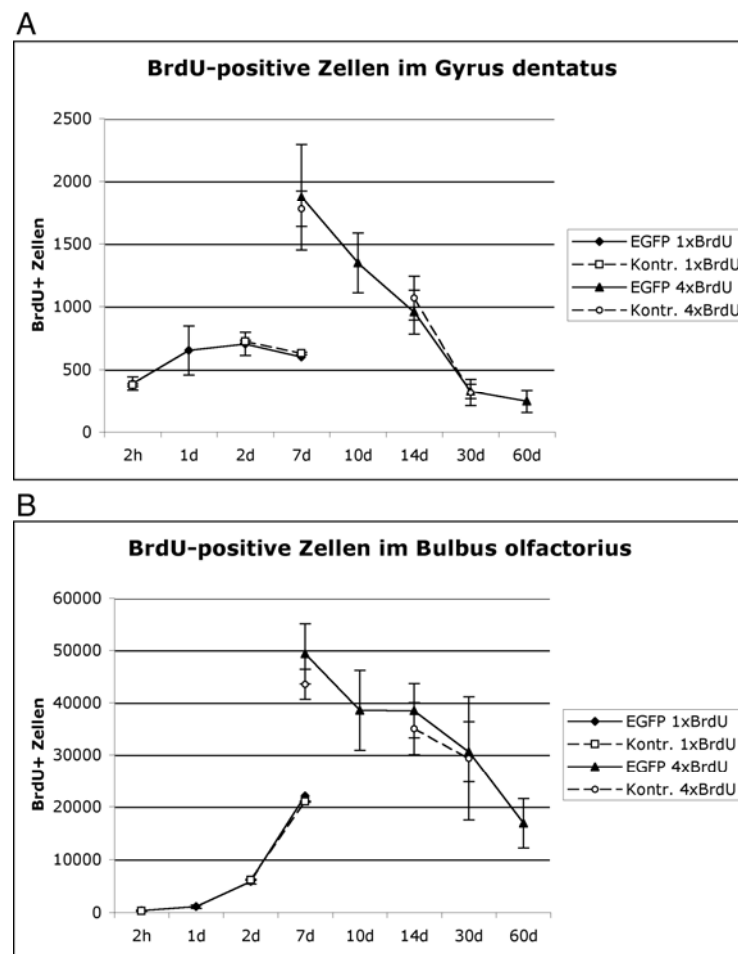 A
BrdU-positive Zellen im Gyrus dentatus
BrdU+ Zellen
2500
2000
1500
1000
500
0
2h 1d 2d 7d 10d 14d 30d 60d
EGFP 1xBrdU
Kontr. 1xBrdU
EGFP 4xBrdU
Kontr. 4xBrdU
B
BrdU-positive Zellen im Bulbus olfactorius
BrdU+ Zellen
60000
50000
40000
30000
20000
10000
0
2h 1d 2d 7d 10d 14d 30d 60d
EGFP 1xBrdU
Kontr. 1xBrdU
EGFP 4xBrdU
Kontr. 4xBrdU